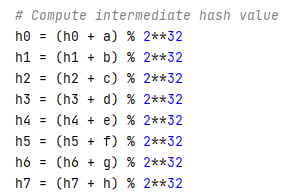 # Compute intermediate hash value
h0 = (h0 + a) % 2**32
h1 = (h1 + b) % 2**32
h2 = (h2 + c) % 2**32
h3 = (h3 + d) % 2**32
h4 = (h4 + e) % 2**32
h5 = (h5 + f) % 2**32
h6 = (h6 + g) % 2**32
h7 = (h7 + h) % 2**32